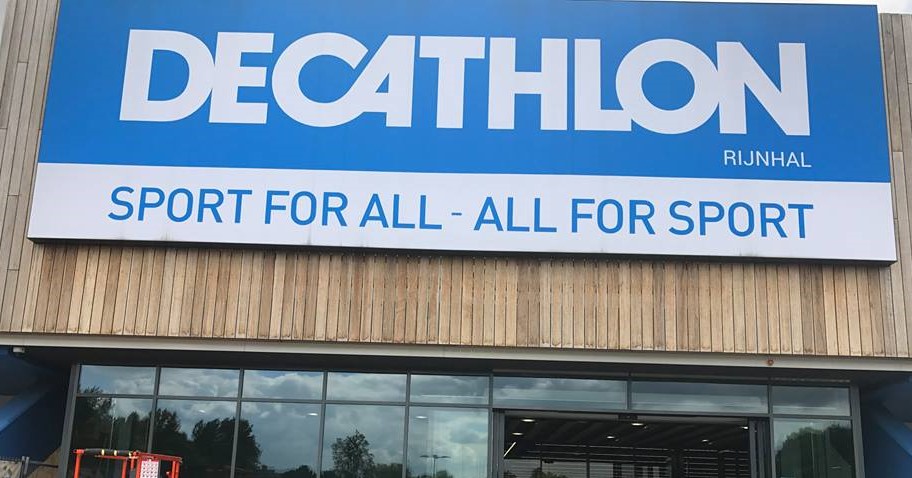 DECATHLON
RIJNHAL
SPORT FOR ALL - ALL FOR SPORT